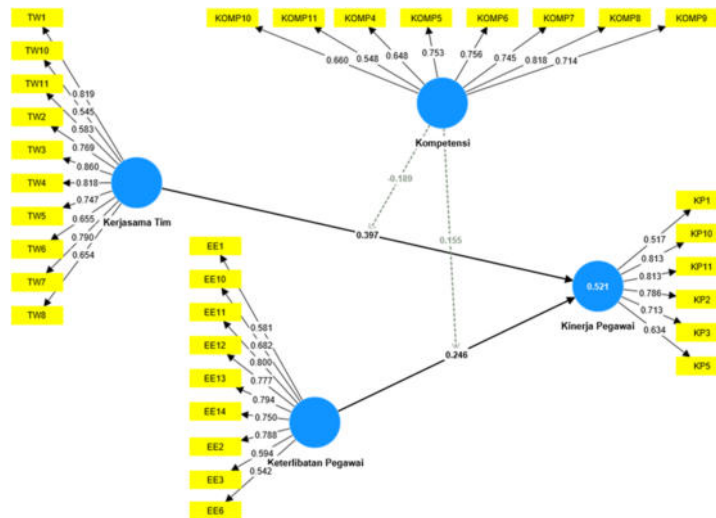 TW1
TW10
TW11
TW2
TW3
TW4
TW5
TW6
TW7
TW8
0.819
0.545
0.583
0.769
0.860
0.818
0.747
0.655
0.790
0.654
Kerjasama Tim
KOMP10
KOMP11
KOMP4
KOMP5
KOMP6
KOMP7
KOMP8
KOMP9
0.660
0.548
0.648
0.753
0.756
0.745
0.818
0.714
Kompetensi
-0.189
0.155
0.397
0.246
EE1
EE10
EE11
EE12
EE13
EE14
EE2
EE3
EE6
0.581
0.682
0.800
0.777
0.794
0.750
0.788
0.594
0.542
Keterlibatan Pegawai
0.521
Kinerja Pegawai
0.517
0.813
0.813
0.786
0.713
0.634
KP1
KP10
KP11
KP2
KP3
KP5